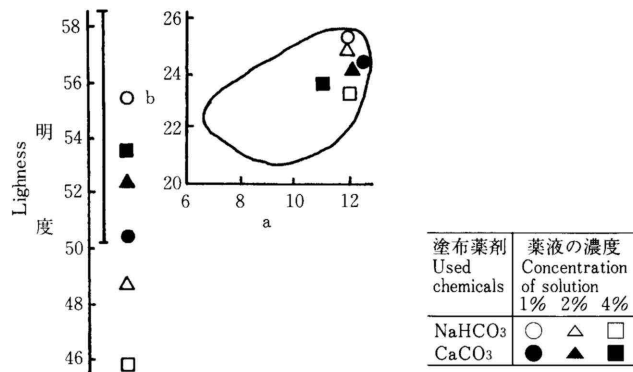 58
56
54
52
50
48
46
Lighness
明度
26
24
22
20
b
6
8
10
12
a
塗布薬剤 薬液の濃度
Used Concentration
chemicals of solution
1% 2% 4%
NaHCO₃
CaCO₃